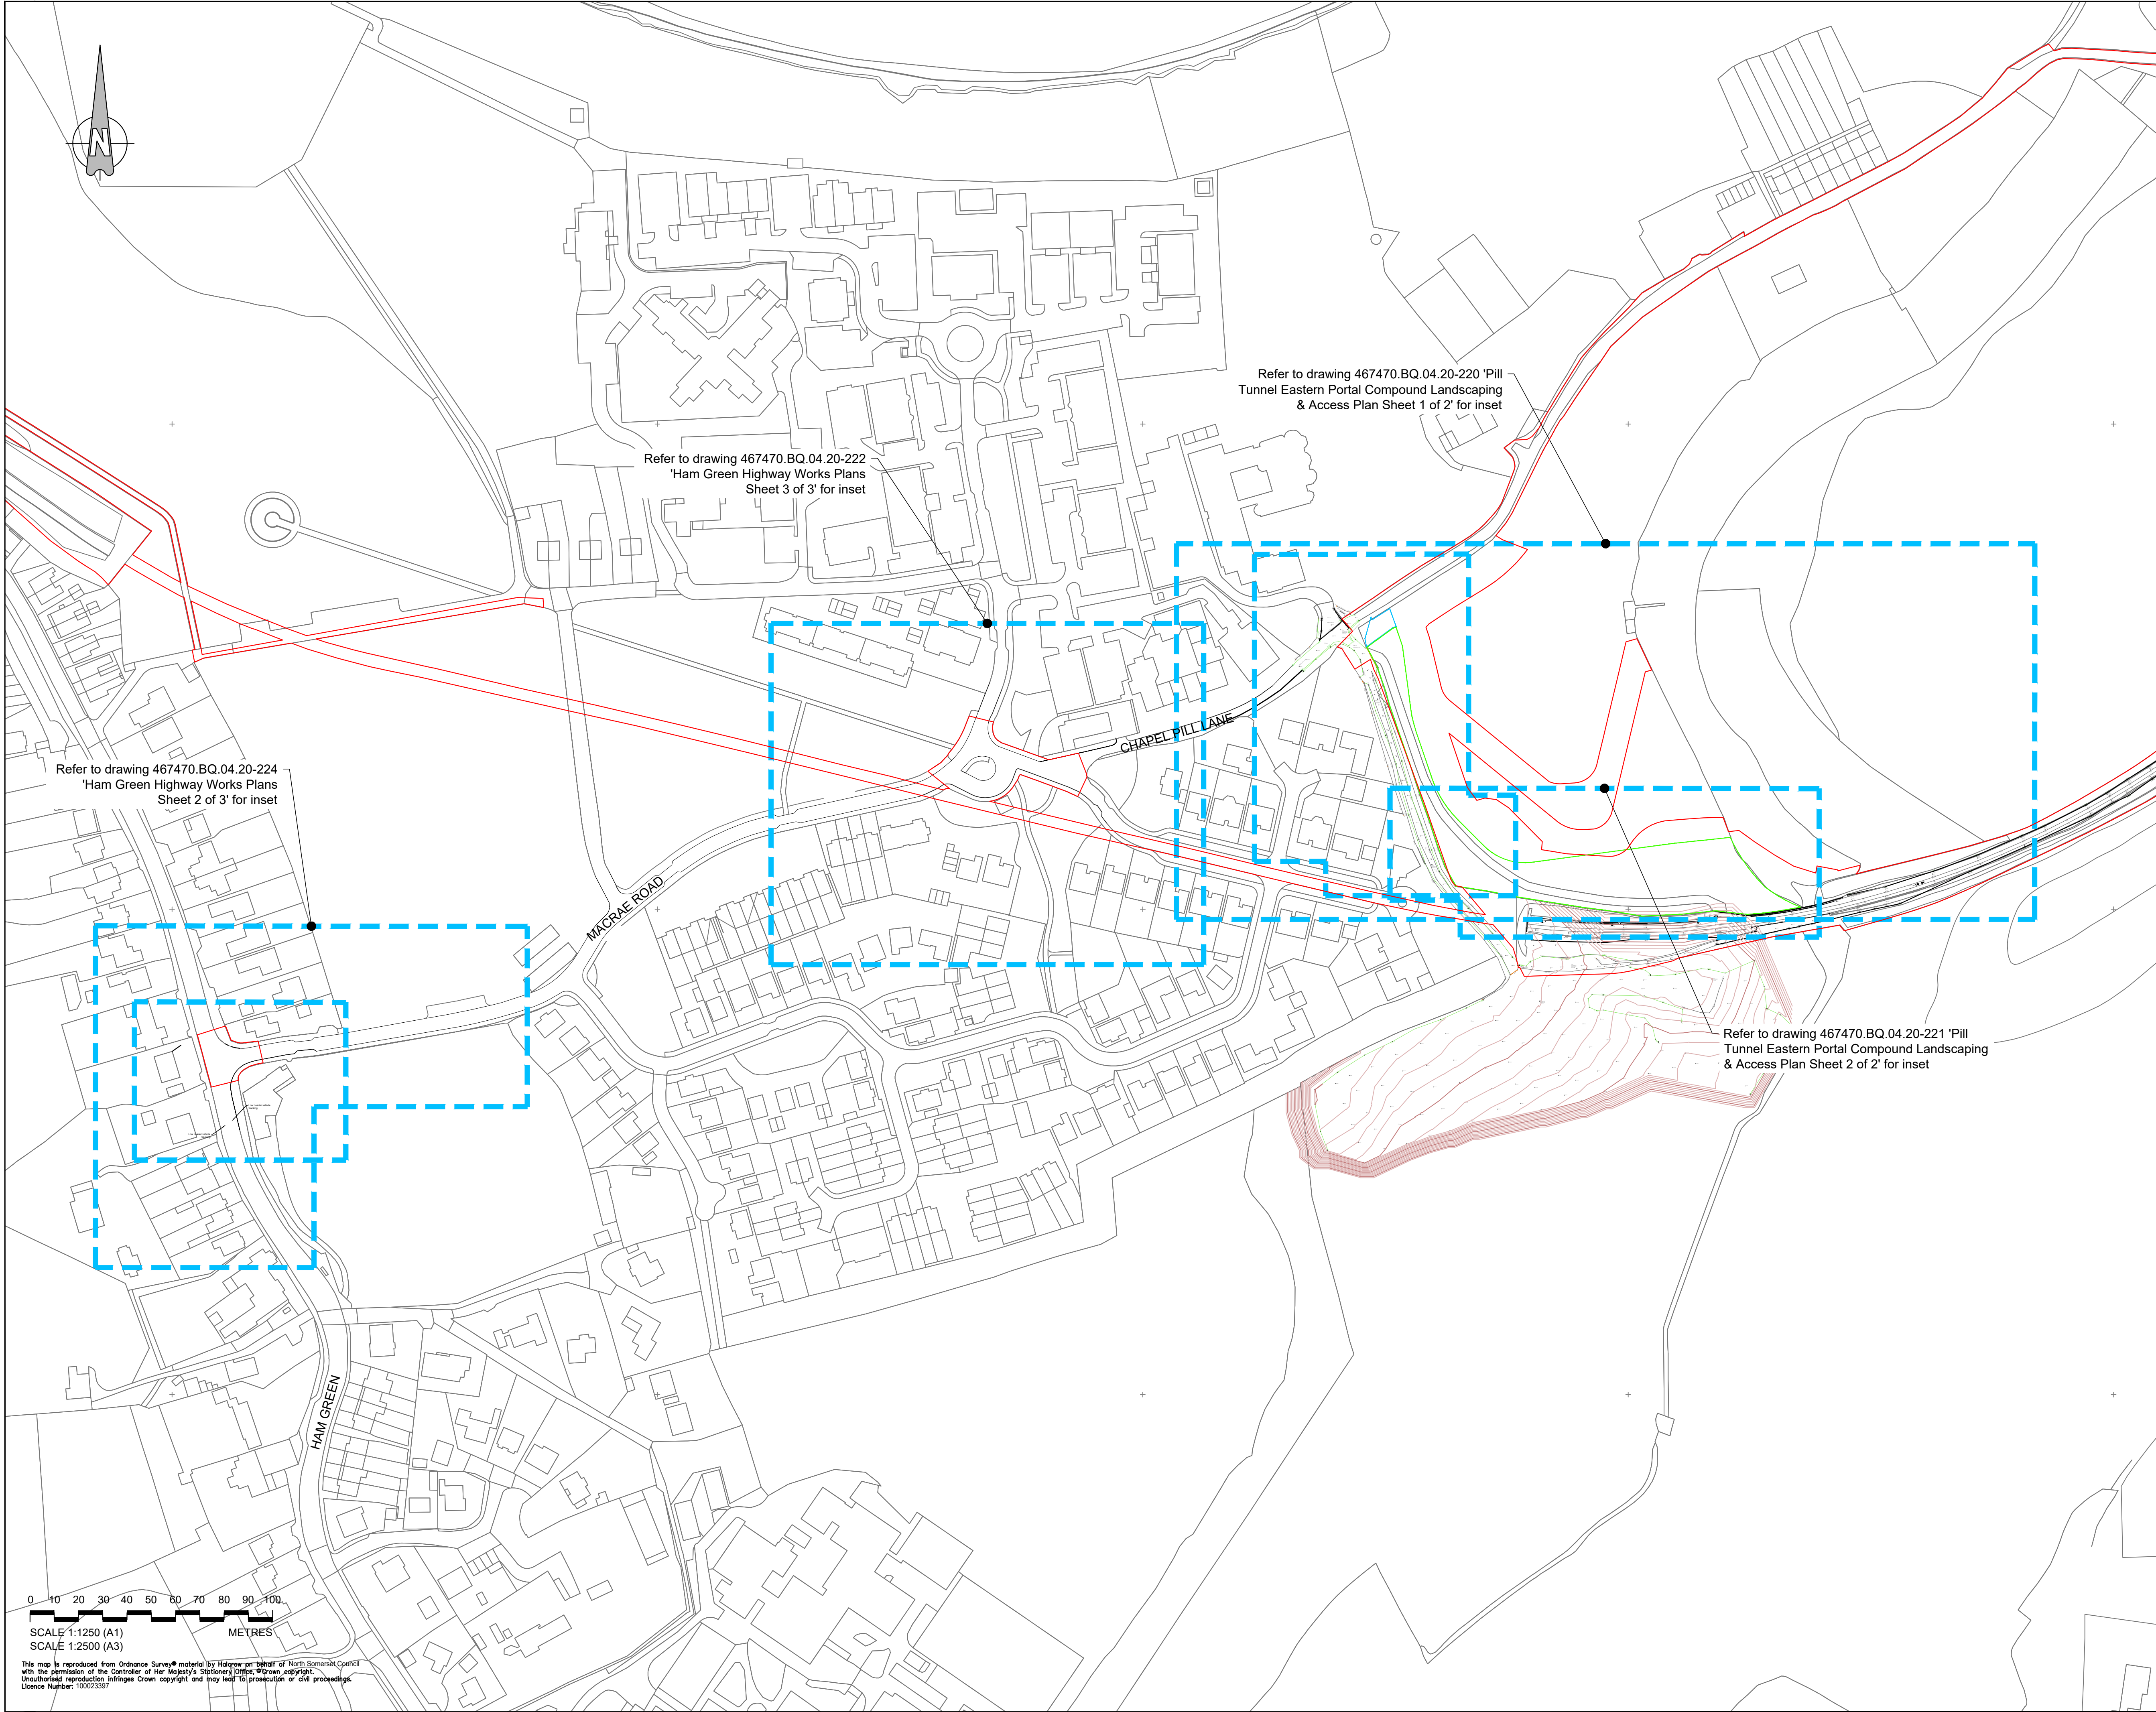 N
Refer to drawing 467470.BQ.04.20-220 'Pill
Tunnel Eastern Portal Compound Landscaping
& Access Plan Sheet 1 of 2' for inset
Refer to drawing 467470.BQ.04.20-222
'Ham Green Highway Works Plans
Sheet 3 of 3' for inset
CHAPEL PILL LANE
Refer to drawing 467470.BQ.04.20-224
'Ham Green Highway Works Plans
Sheet 2 of 3' for inset
MACRAE ROAD
Refer to drawing 467470.BQ.04.20-221 'Pill
Tunnel Eastern Portal Compound Landscaping
& Access Plan Sheet 2 of 2' for inset
HAM GREEN
0 10 20 30 40 50 60 70 80 90 100
SCALE 1:1250 (A1) METRES
SCALE 1:2500 (A3)
This map is reproduced from Ordnance Survey® material by Halcrow on behalf of North Somerset Council
with the permission of the Controller of Her Majesty's Stationery Office, © Crown copyright.
Unauthorised reproduction infringes Crown copyright and may lead to prosecution or civil proceedings.
Licence Number: 100023397